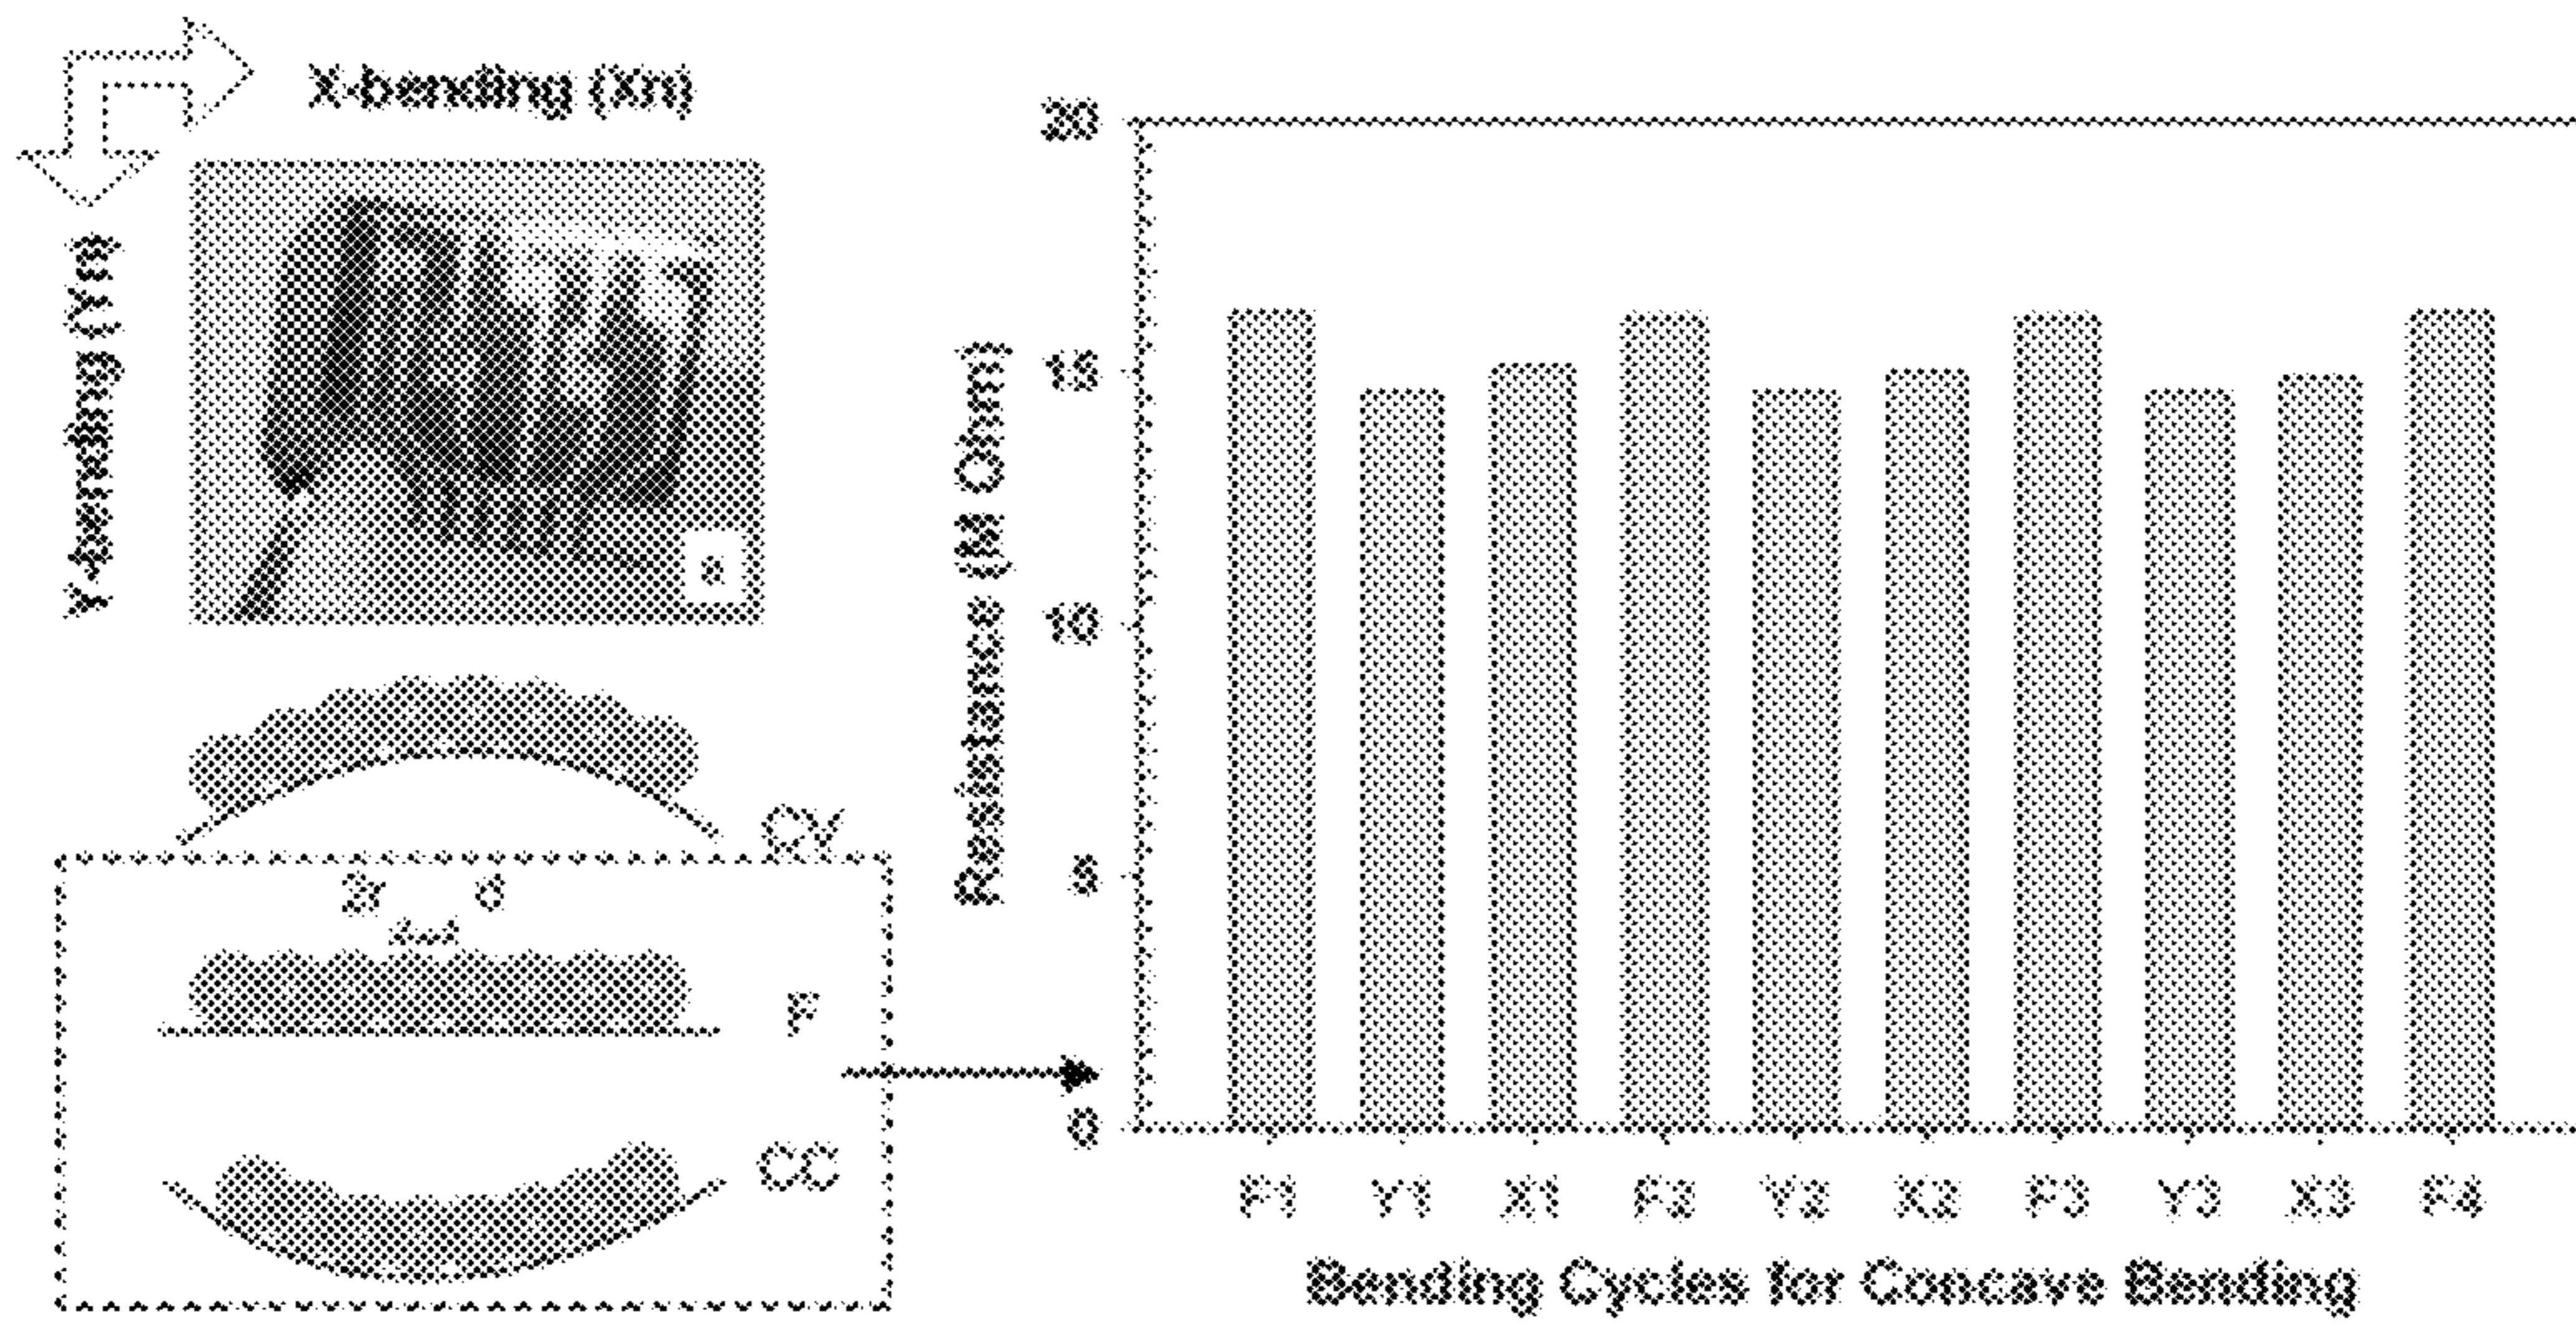 X-bending (Xn)
Y-bending (Yn)
e
CV
2r d
F
CC
Resistance (M Ohm)
20
15
10
5
0
F1 Y1 X1 F2 Y2 X2 F3 Y3 X3 F4
Bending Cycles for Concave Bending